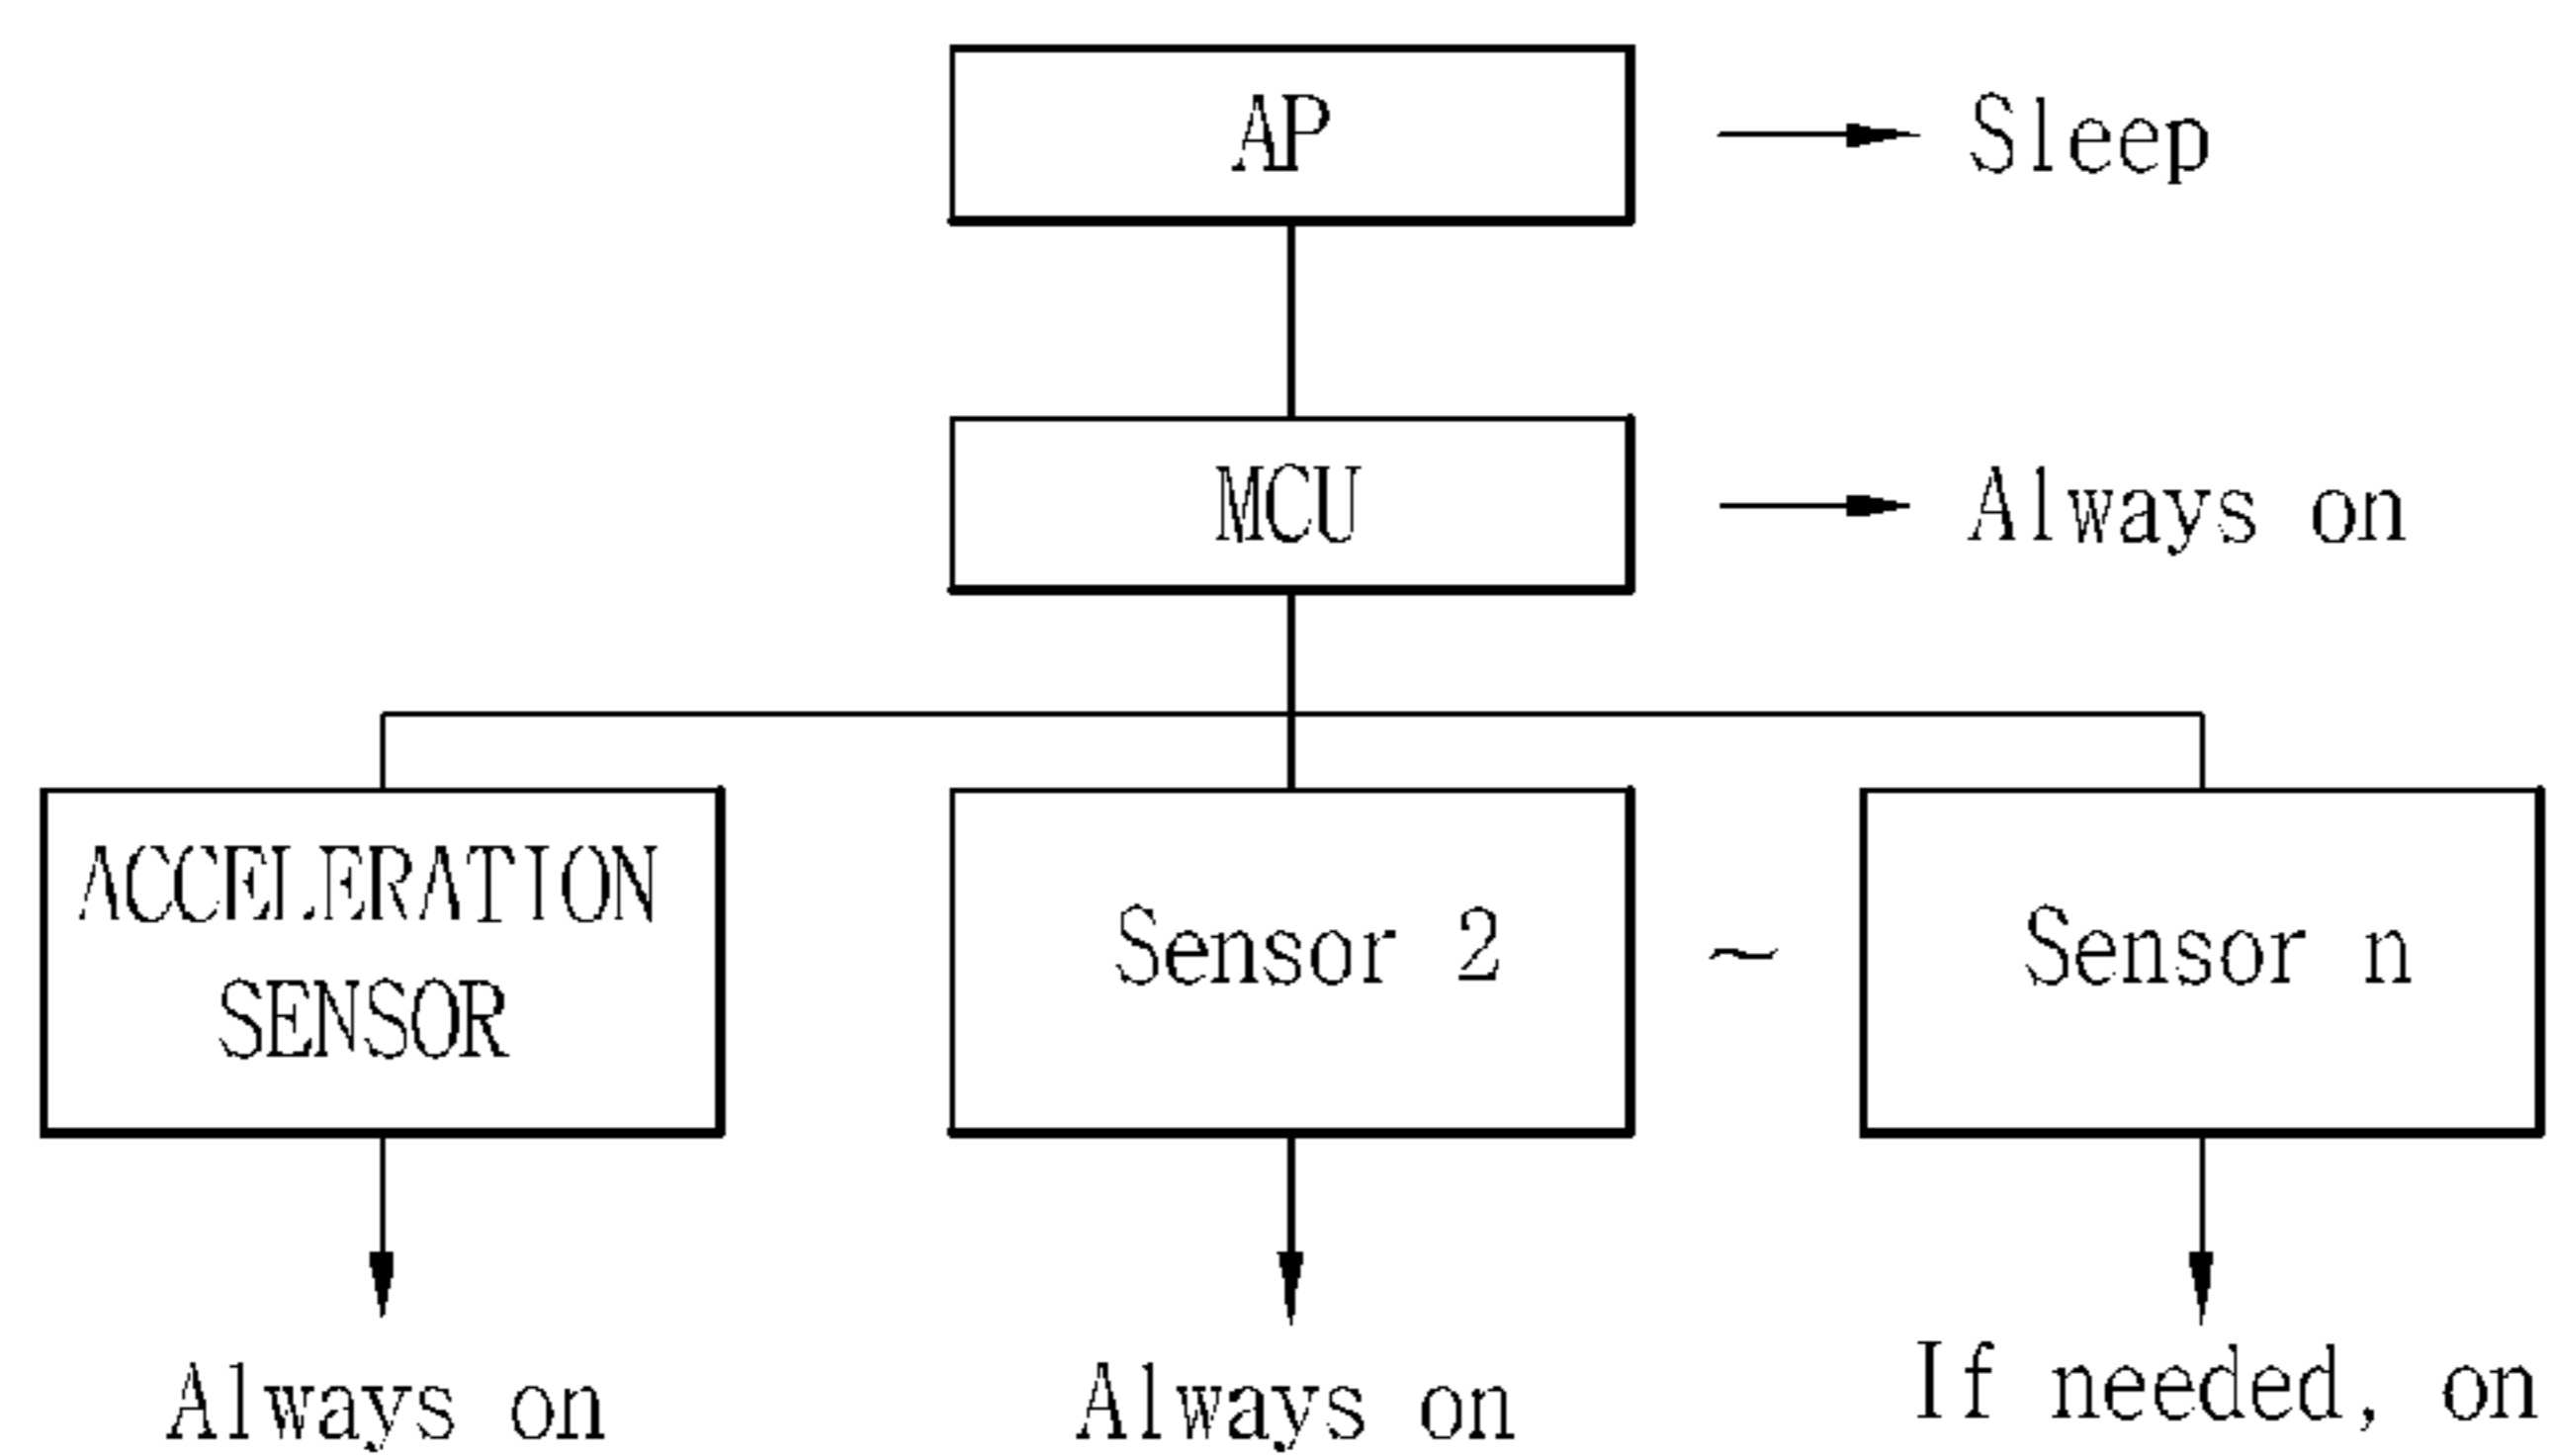 AP
Sleep
MCU
Always on
ACCELERATION
SENSOR
Sensor 2
~
Sensor n
Always on
Always on
If needed, on